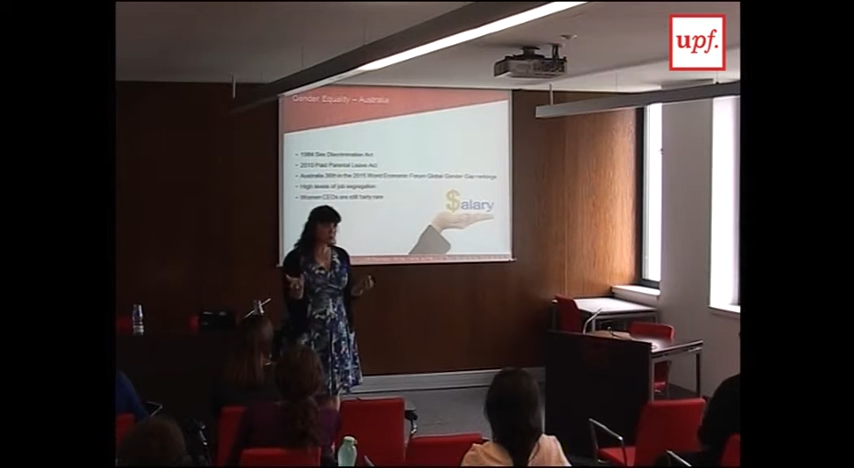 upf.
Gender Equality – Australia
• 1984 Sex Discrimination Act
• 2010 Paid Parental Leave Act
• Australia 36th in the 2015 World Economic Forum Global Gender Gap rankings
• High levels of job segregation
• Women CEOs are still fairly rare
$alary